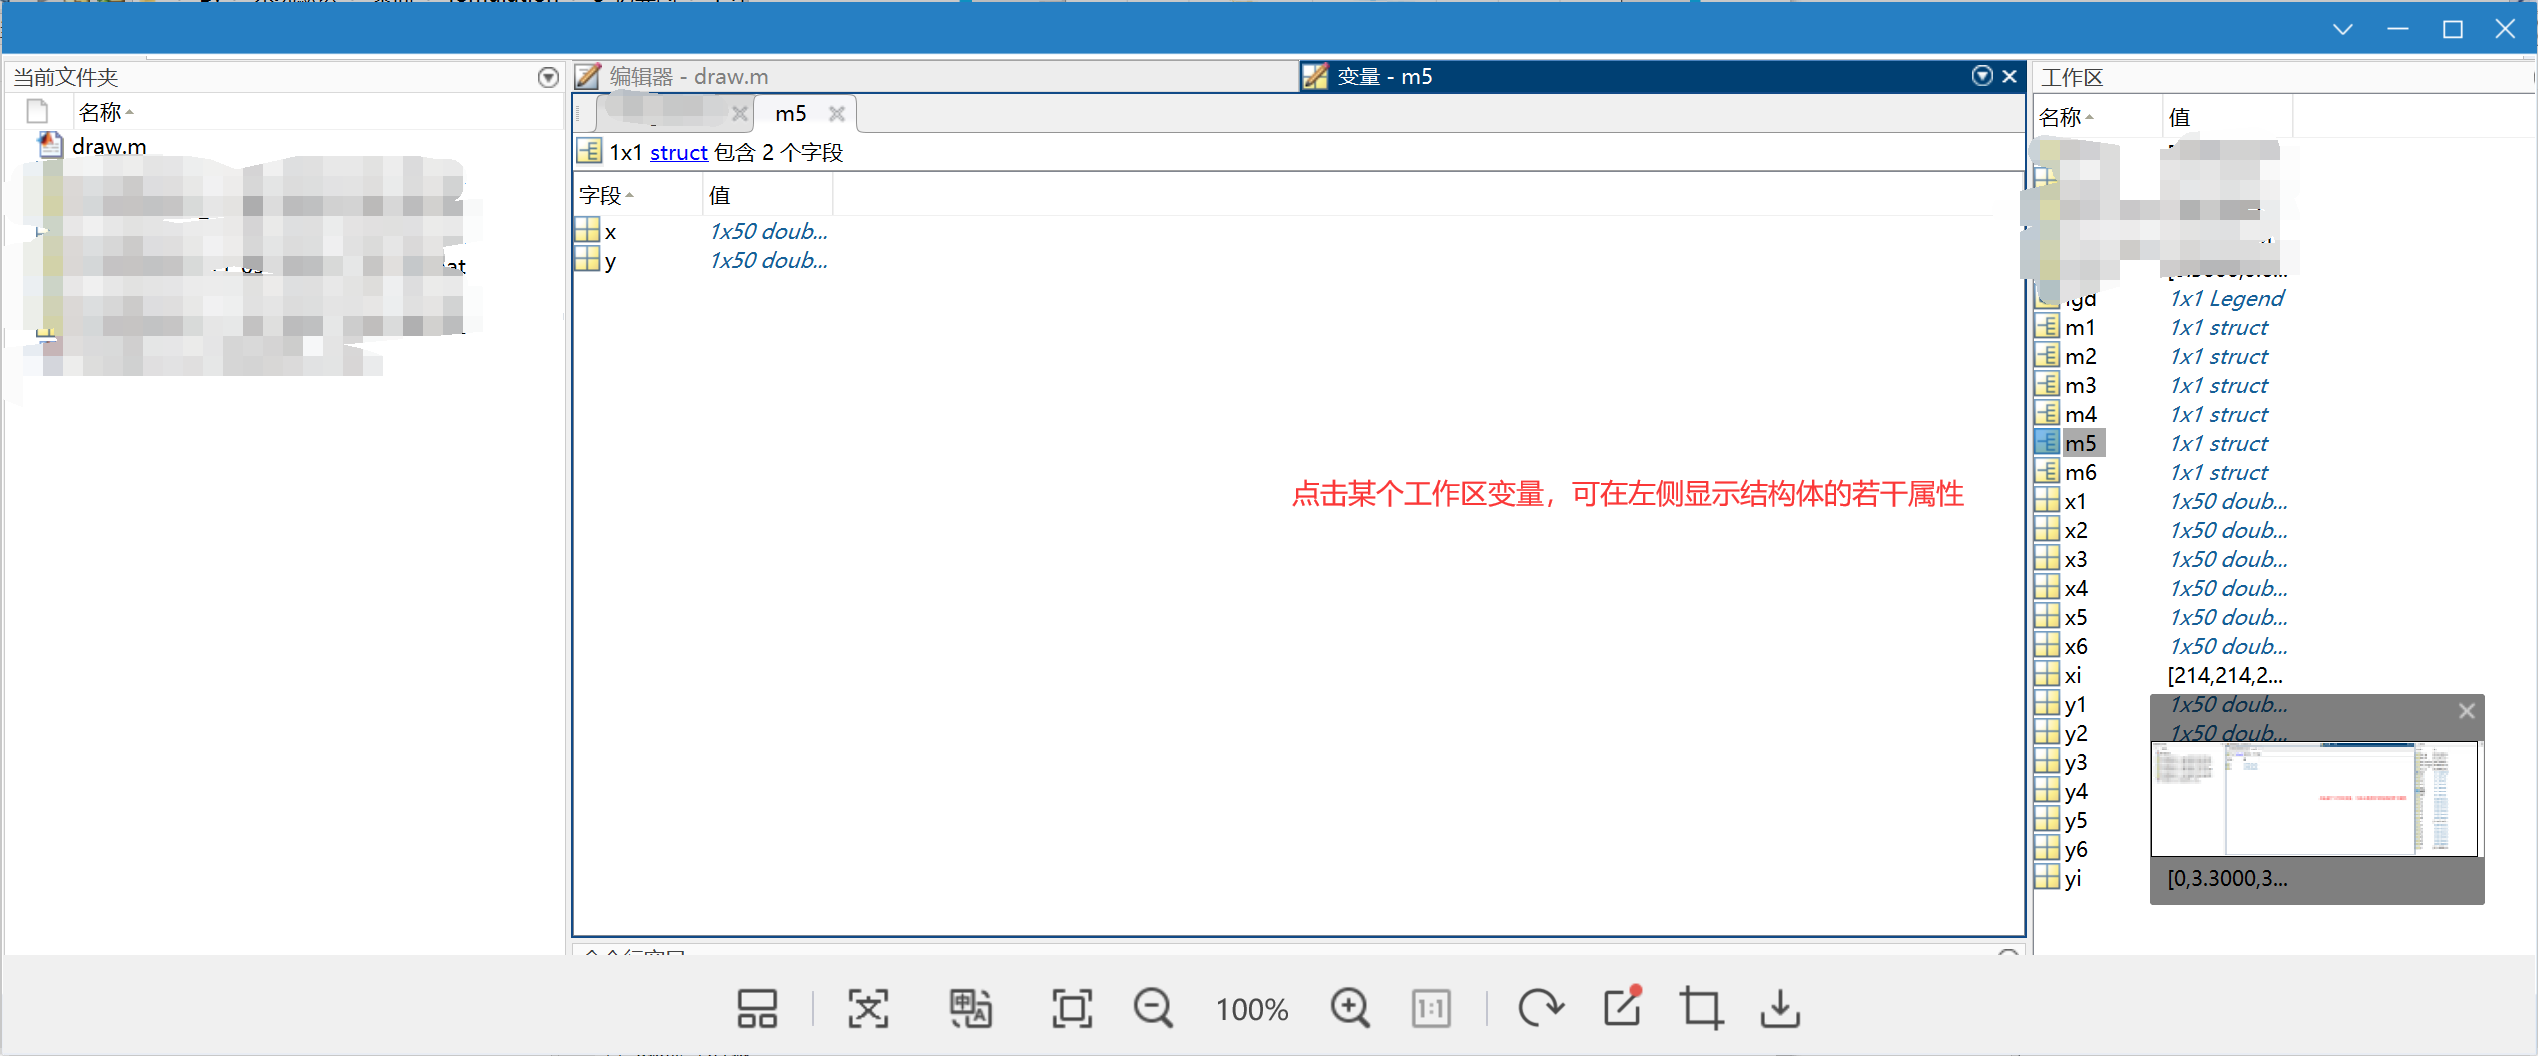 当前文件夹
名称
draw.m
编辑器 - draw.m
变量 - m5
m5
1x1 struct 包含 2 个字段
字段 值
x 1x50 doub...
y 1x50 doub...
点击某个工作区变量，可在左侧显示结构体的若干属性
工作区
名称 值
1x1 Legend
m1 1x1 struct
m2 1x1 struct
m3 1x1 struct
m4 1x1 struct
m5 1x1 struct
m6 1x1 struct
x1 1x50 doub...
x2 1x50 doub...
x3 1x50 doub...
x4 1x50 doub...
x5 1x50 doub...
x6 1x50 doub...
xi [214,214,2...
y1 1x50 doub...
y2 1x50 doub...
y3
y4
y5
y6
yi [0,3.3000,3...
100%
1:1